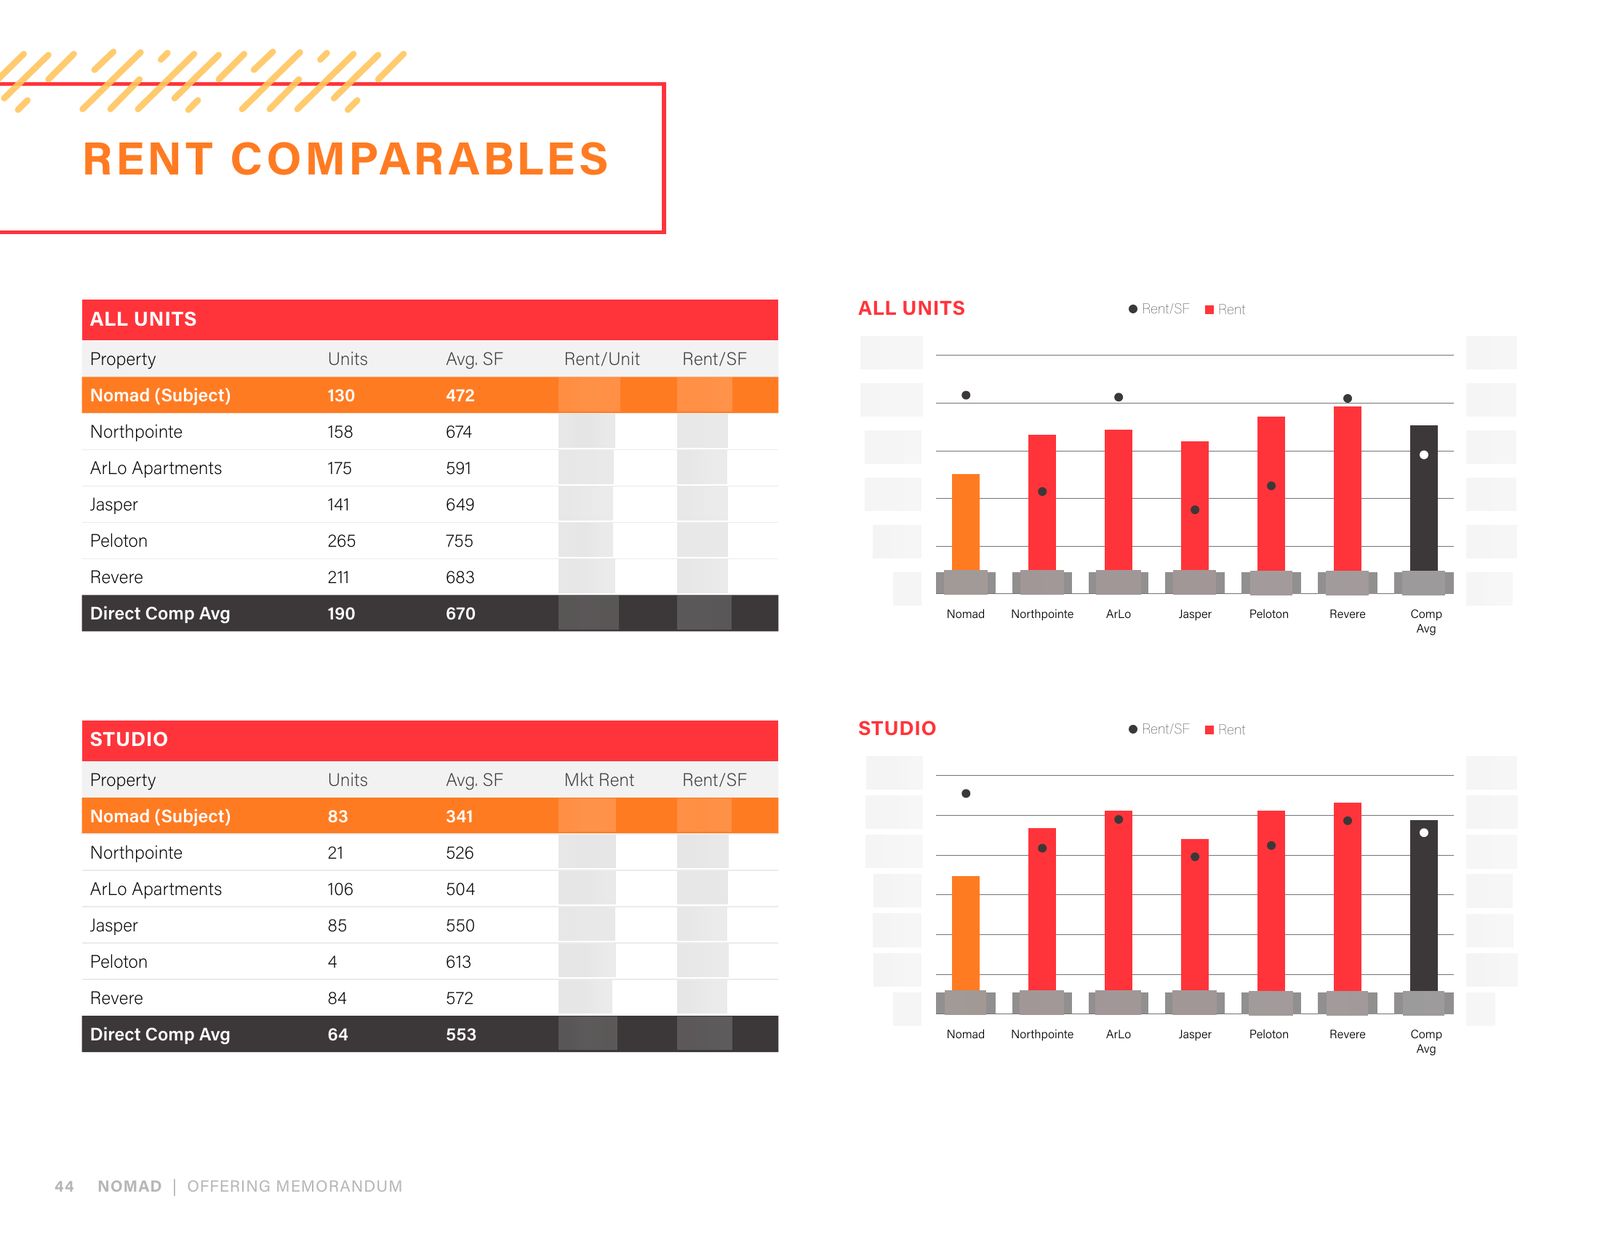 RENT COMPARABLES
ALL UNITS
Property Units Avg. SF Rent/Unit Rent/SF
Nomad (Subject) 130 472
Northpointe 158 674
ArLo Apartments 175 591
Jasper 141 649
Peloton 265 755
Revere 211 683
Direct Comp Avg 190 670
ALL UNITS
Rent/SF Rent
Nomad Northpointe ArLo Jasper Peloton Revere Comp
Avg
STUDIO
Property Units Avg. SF Mkt Rent Rent/SF
Nomad (Subject) 83 341
Northpointe 21 526
ArLo Apartments 106 504
Jasper 85 550
Peloton 4 613
Revere 84 572
Direct Comp Avg 64 553
STUDIO
Rent/SF Rent
Nomad Northpointe ArLo Jasper Peloton Revere Comp
Avg
44 NOMAD | OFFERING MEMORANDUM